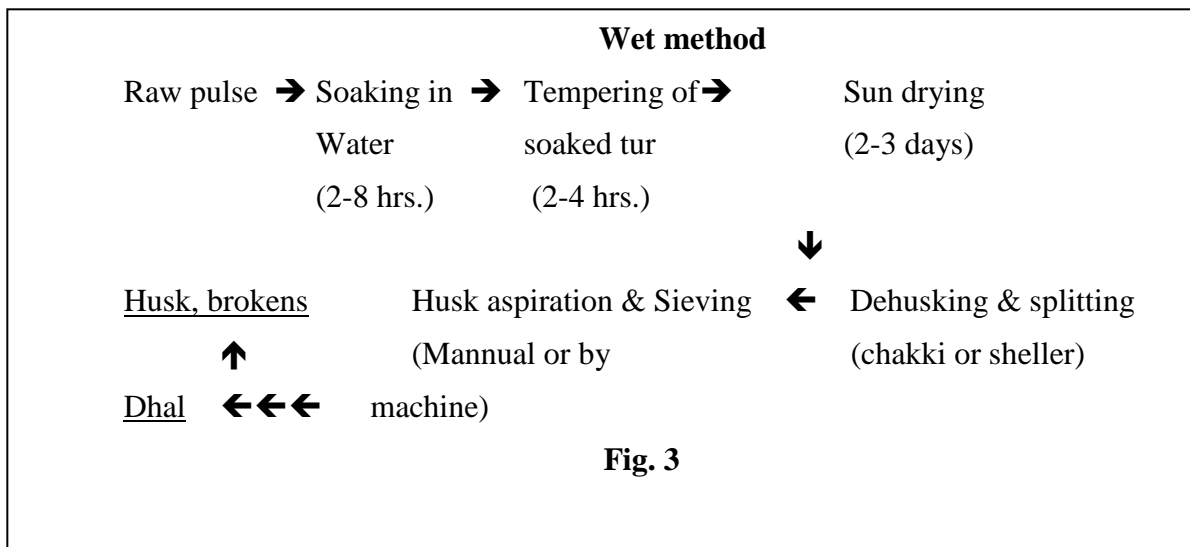 Wet method
Raw pulse ➔ Soaking in ➔ Tempering of ➔ Sun drying
Water soaked tur (2-3 days)
(2-8 hrs.) (2-4 hrs.)
🡫
Husk, brokens Husk aspiration & Sieving 🡨 Dehusking & splitting
🡩 (Mannual or by (chakki or sheller)
Dhal 🡨🡨🡨 machine)
Fig. 3